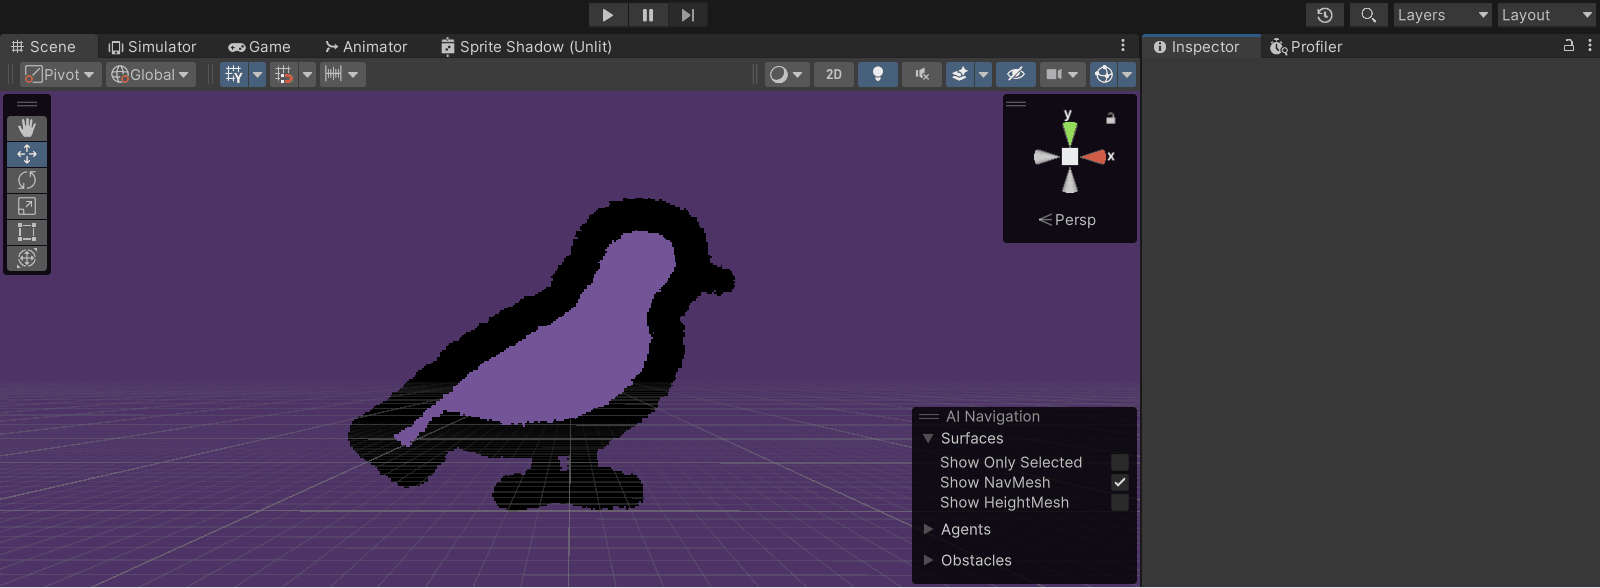 Layers Layout
Scene Simulator Game Animator Sprite Shadow (Unlit) Inspector Profiler
Pivot Global 2D
y
x
Persp
AI Navigation
Surfaces
Show Only Selected
Show NavMesh
Show HeightMesh
Agents
Obstacles